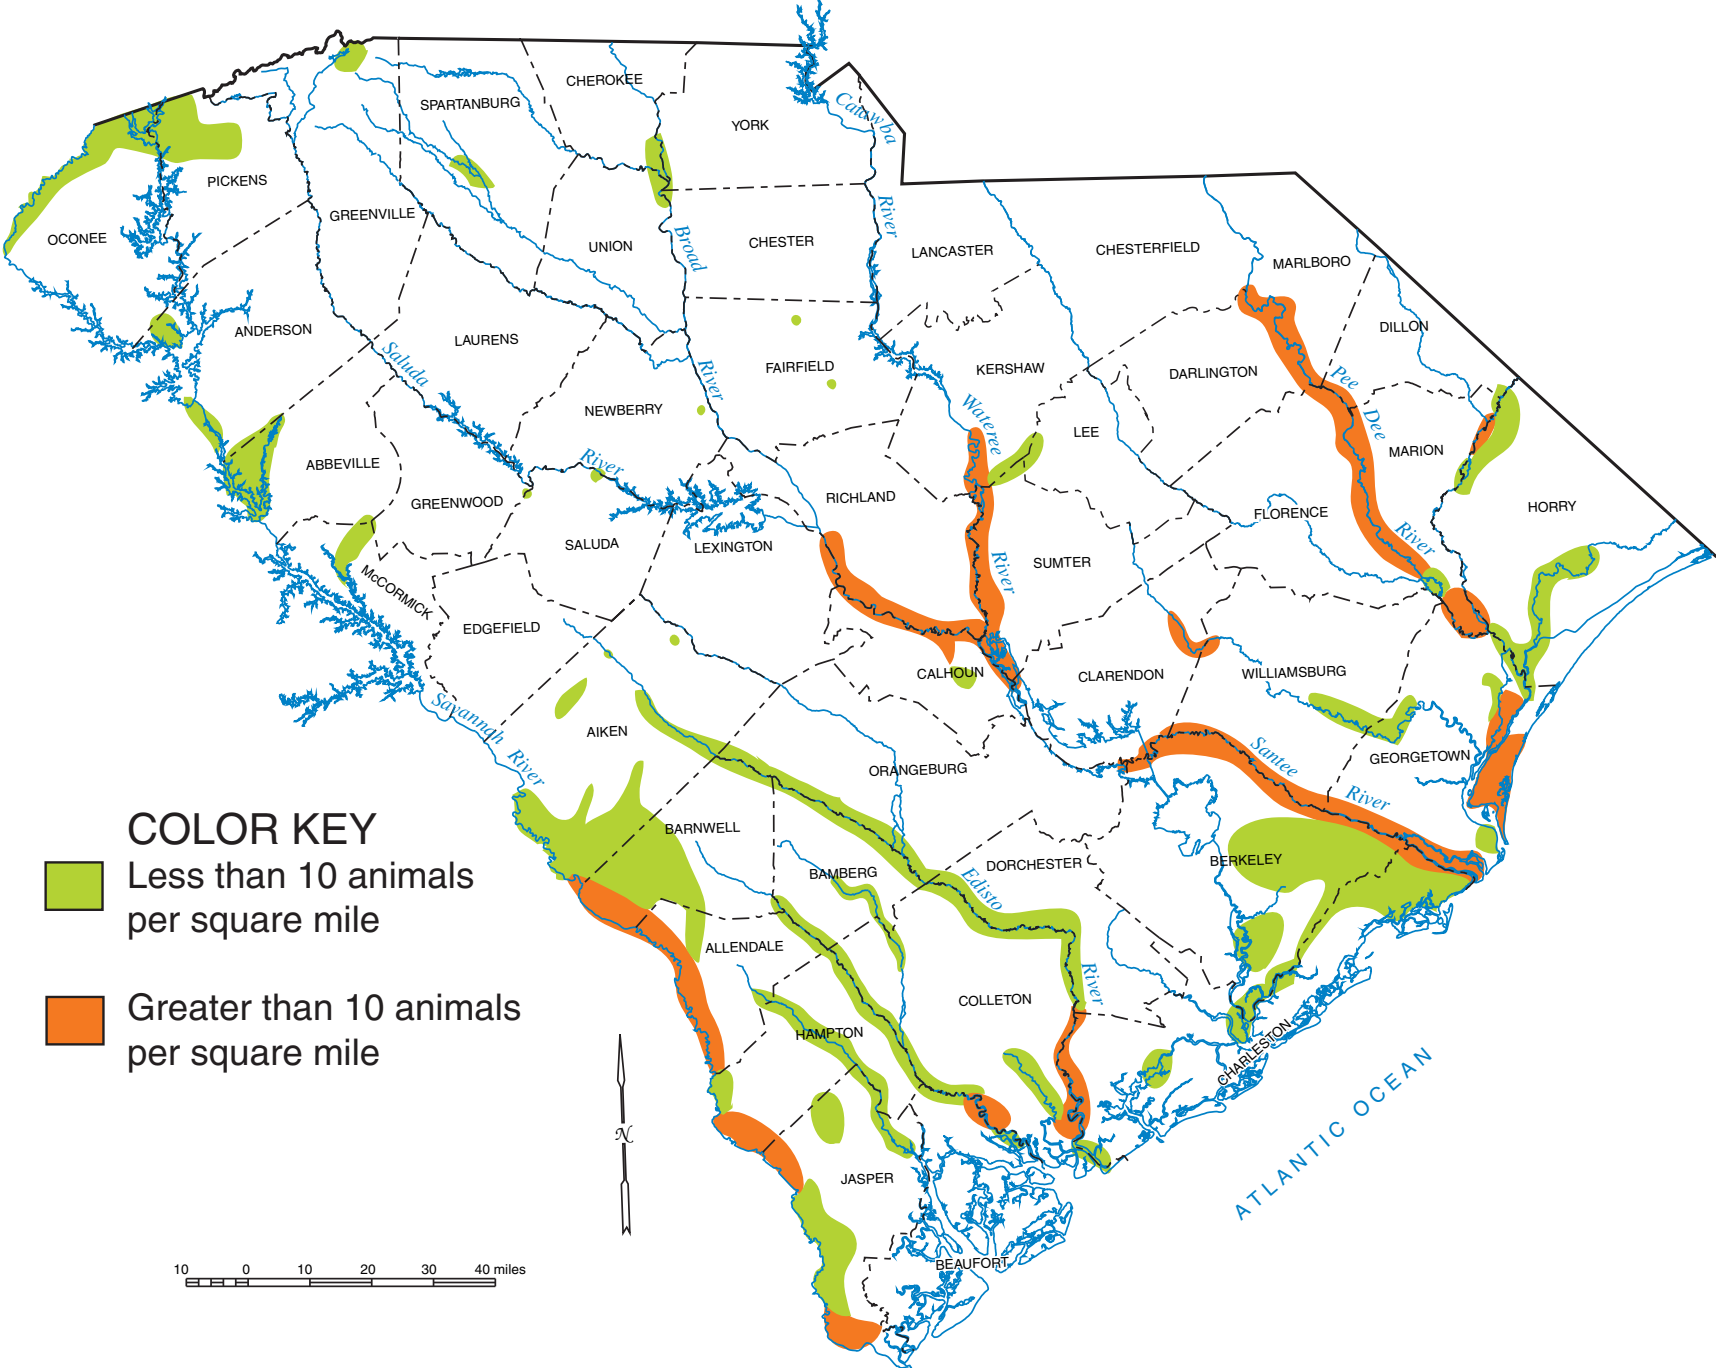 CHEROKEE
SPARTANBURG
YORK
Catawba
PICKENS
GREENVILLE
OCONEE
UNION
CHESTER
River
LANCASTER
CHESTERFIELD
MARLBORO
Broad
ANDERSON
LAURENS
DILLON
Saluda
River
FAIRFIELD
KERSHAW
DARLINGTON
Pee
Dee
NEWBERRY
Wateree
LEE
MARION
ABBEVILLE
River
GREENWOOD
RICHLAND
HORRY
FLORENCE
River
SALUDA
LEXINGTON
River
SUMTER
McCORMICK
EDGEFIELD
CALHOUN
CLARENDON
WILLIAMSBURG
Savannah
River
AIKEN
Santee
GEORGETOWN
ORANGEBURG
River
COLOR KEY
BARNWELL
Less than 10 animals
per square mile
BAMBERG
DORCHESTER
BERKELEY
Edisto
ALLENDALE
River
Greater than 10 animals
per square mile
COLLETON
HAMPTON
CHARLESTON
N
ATLANTIC OCEAN
JASPER
BEAUFORT
10 0 10 20 30 40 miles